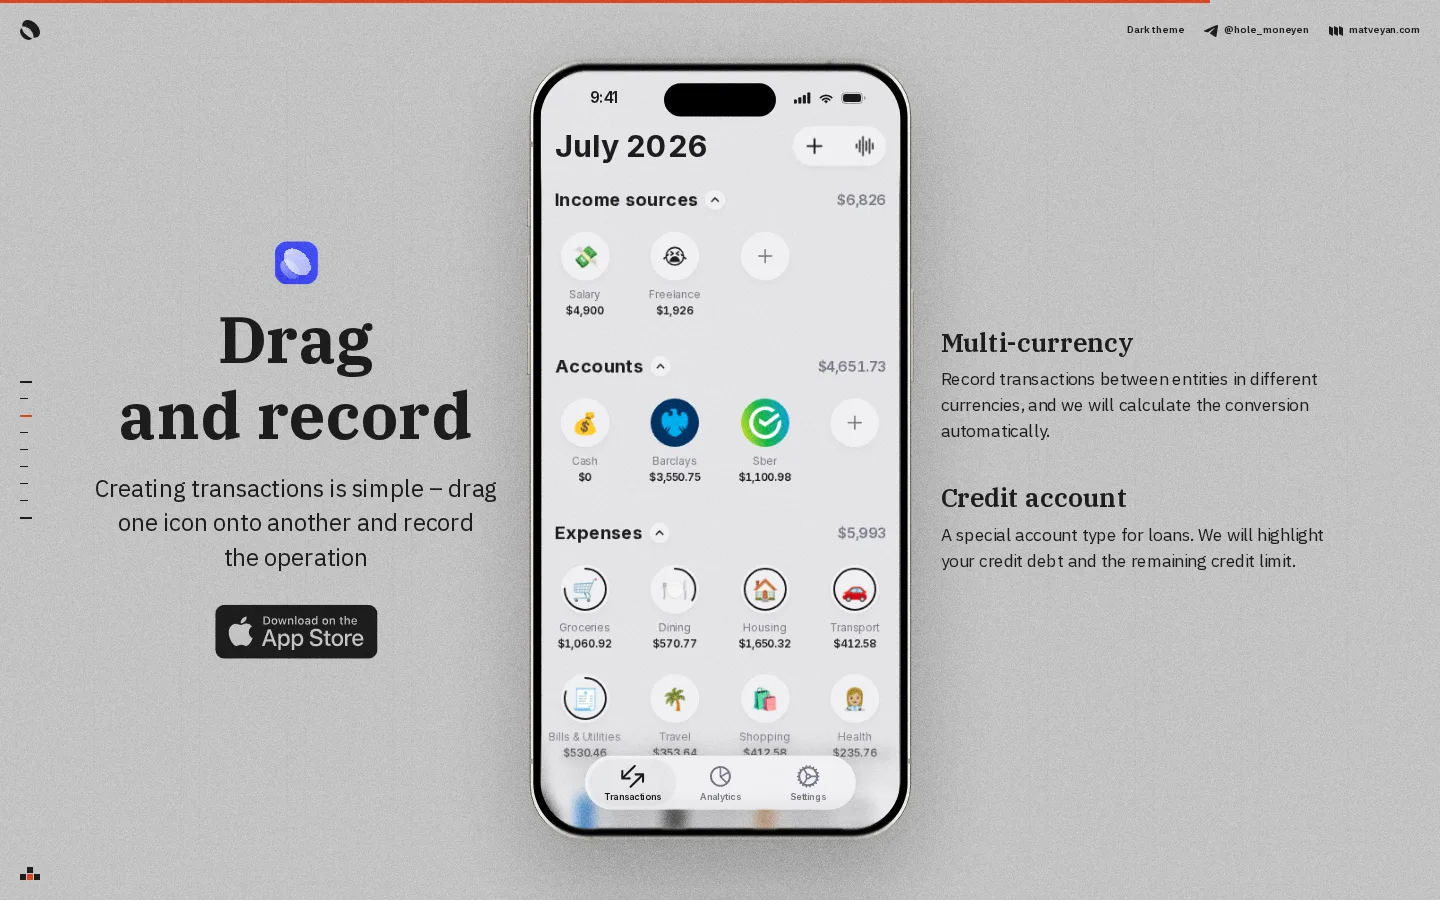 Dark theme
@hole_moneyen
matveyan.com
Drag
and record
Creating transactions is simple – drag
one icon onto another and record
the operation
Download on the
App Store
9:41
July 2026
Income sources
$6,826
Salary
$4,900
Freelance
$1,926
Accounts
$4,651.73
Cash
$0
Barclays
$3,550.75
Sber
$1,100.98
Expenses
$5,993
Groceries
$1,060.92
Dining
$570.77
Housing
$1,650.32
Transport
$412.58
Bills & Utilities
$530.46
Travel
$353.64
Shopping
$412.58
Health
$235.76
Transactions
Analytics
Settings
Multi-currency
Record transactions between entities in different
currencies, and we will calculate the conversion
automatically.
Credit account
A special account type for loans. We will highlight
your credit debt and the remaining credit limit.